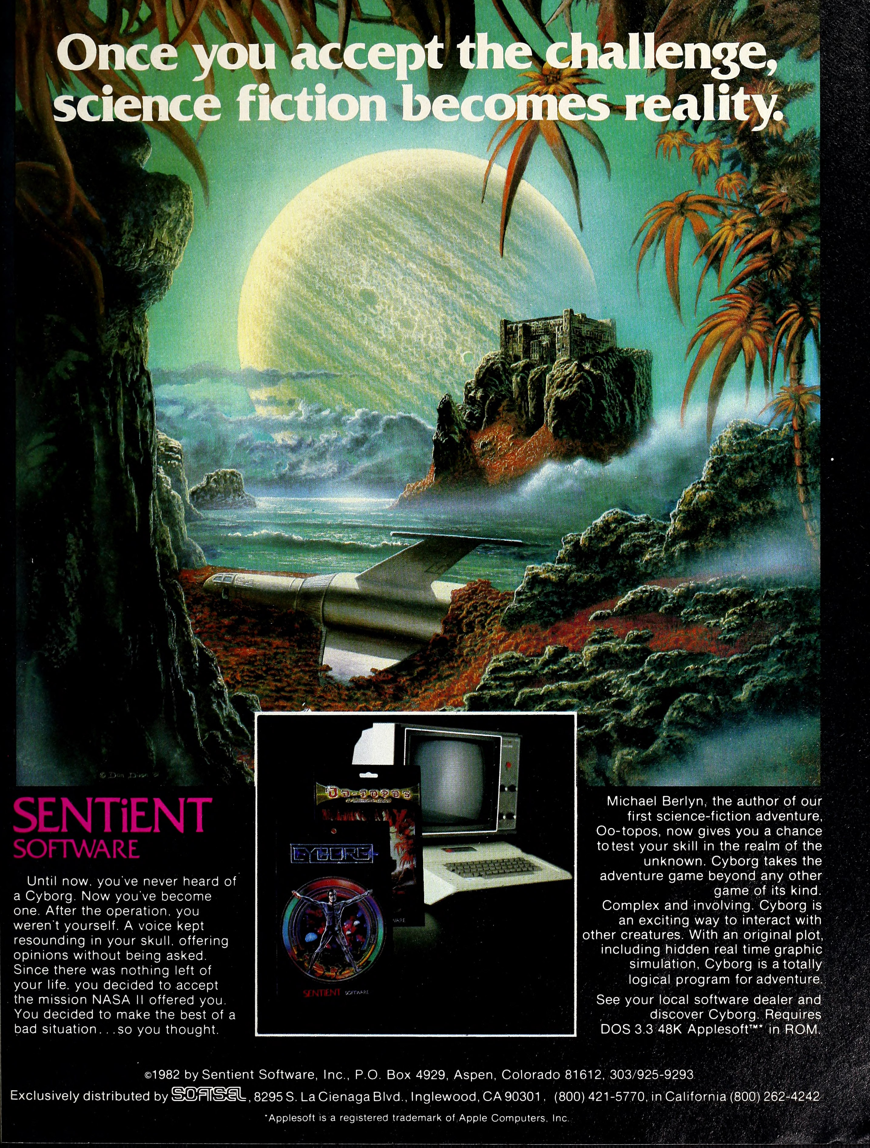 Once you accept the challenge,
science fiction becomes reality.
SENTiENT
SOFTWARE
Until now, you've never heard of
a Cyborg. Now you've become
one. After the operation, you
weren't yourself. A voice kept
resounding in your skull, offering
opinions without being asked.
Since there was nothing left of
your life, you decided to accept
the mission NASA II offered you.
You decided to make the best of a
bad situation...so you thought.
Oo-topos
CYBORG
SENTiENT SOFTWARE
Michael Berlyn, the author of our
first science-fiction adventure,
Oo-topos, now gives you a chance
to test your skill in the realm of the
unknown. Cyborg takes the
adventure game beyond any other
game of its kind.
Complex and involving. Cyborg is
an exciting way to interact with
other creatures. With an original plot,
including hidden real time graphic
simulation, Cyborg is a totally
logical program for adventure.
See your local software dealer and
discover Cyborg. Requires
DOS 3.3 48K Applesoft™* in ROM.
©1982 by Sentient Software, Inc., P.O. Box 4929, Aspen, Colorado 81612, 303/925-9293
Exclusively distributed by SOFTSEL, 8295 S. La Cienaga Blvd., Inglewood, CA 90301. (800) 421-5770, in California (800) 262-4242
*Applesoft is a registered trademark of Apple Computers, Inc.